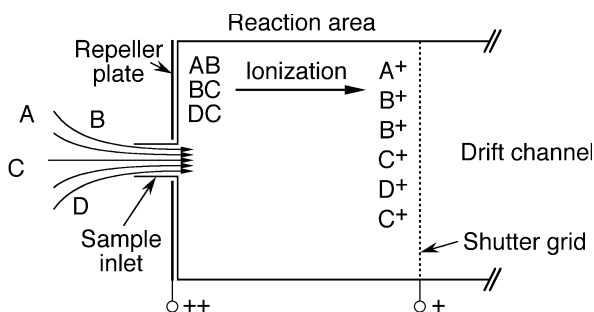 Reaction area
Repeller
plate
AB
BC
DC
Ionization
A+
B+
B+
C+
D+
C+
A
B
C
D
Drift channel
Sample
inlet
Shutter grid
++
+